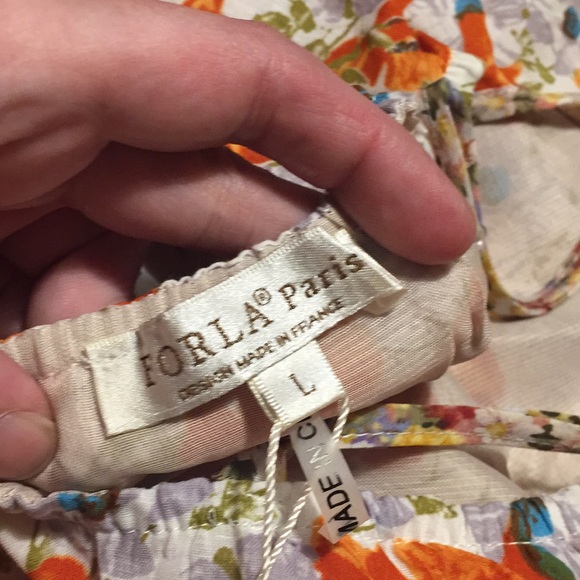 FORLA® Paris
DESIGN MADE IN FRANCE
L
MADE IN C